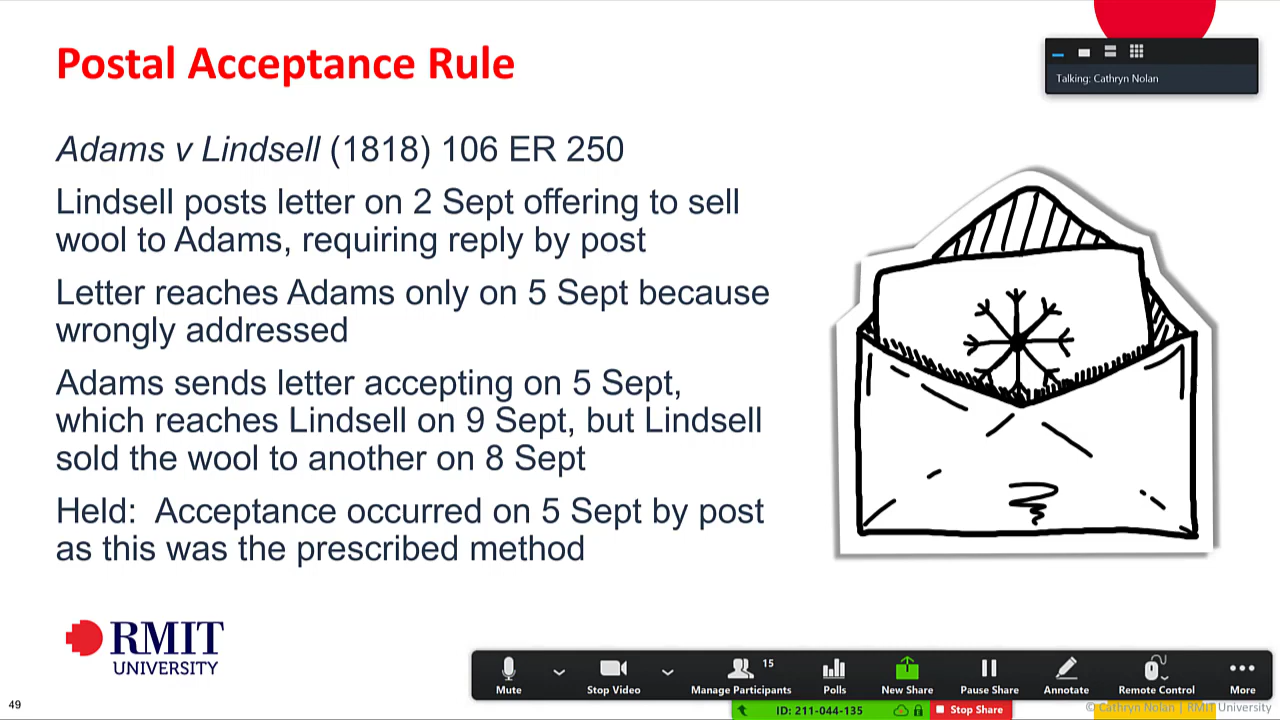 Postal Acceptance Rule
Talking: Cathryn Nolan
Adams v Lindsell (1818) 106 ER 250
Lindsell posts letter on 2 Sept offering to sell
wool to Adams, requiring reply by post
Letter reaches Adams only on 5 Sept because
wrongly addressed
Adams sends letter accepting on 5 Sept,
which reaches Lindsell on 9 Sept, but Lindsell
sold the wool to another on 8 Sept
Held:  Acceptance occurred on 5 Sept by post
as this was the prescribed method
RMIT
UNIVERSITY
15
Mute
Stop Video
Manage Participants
Polls
New Share
Pause Share
Annotate
Remote Control
More
49
ID: 211-044-135
Stop Share
© Cathryn Nolan | RMIT University